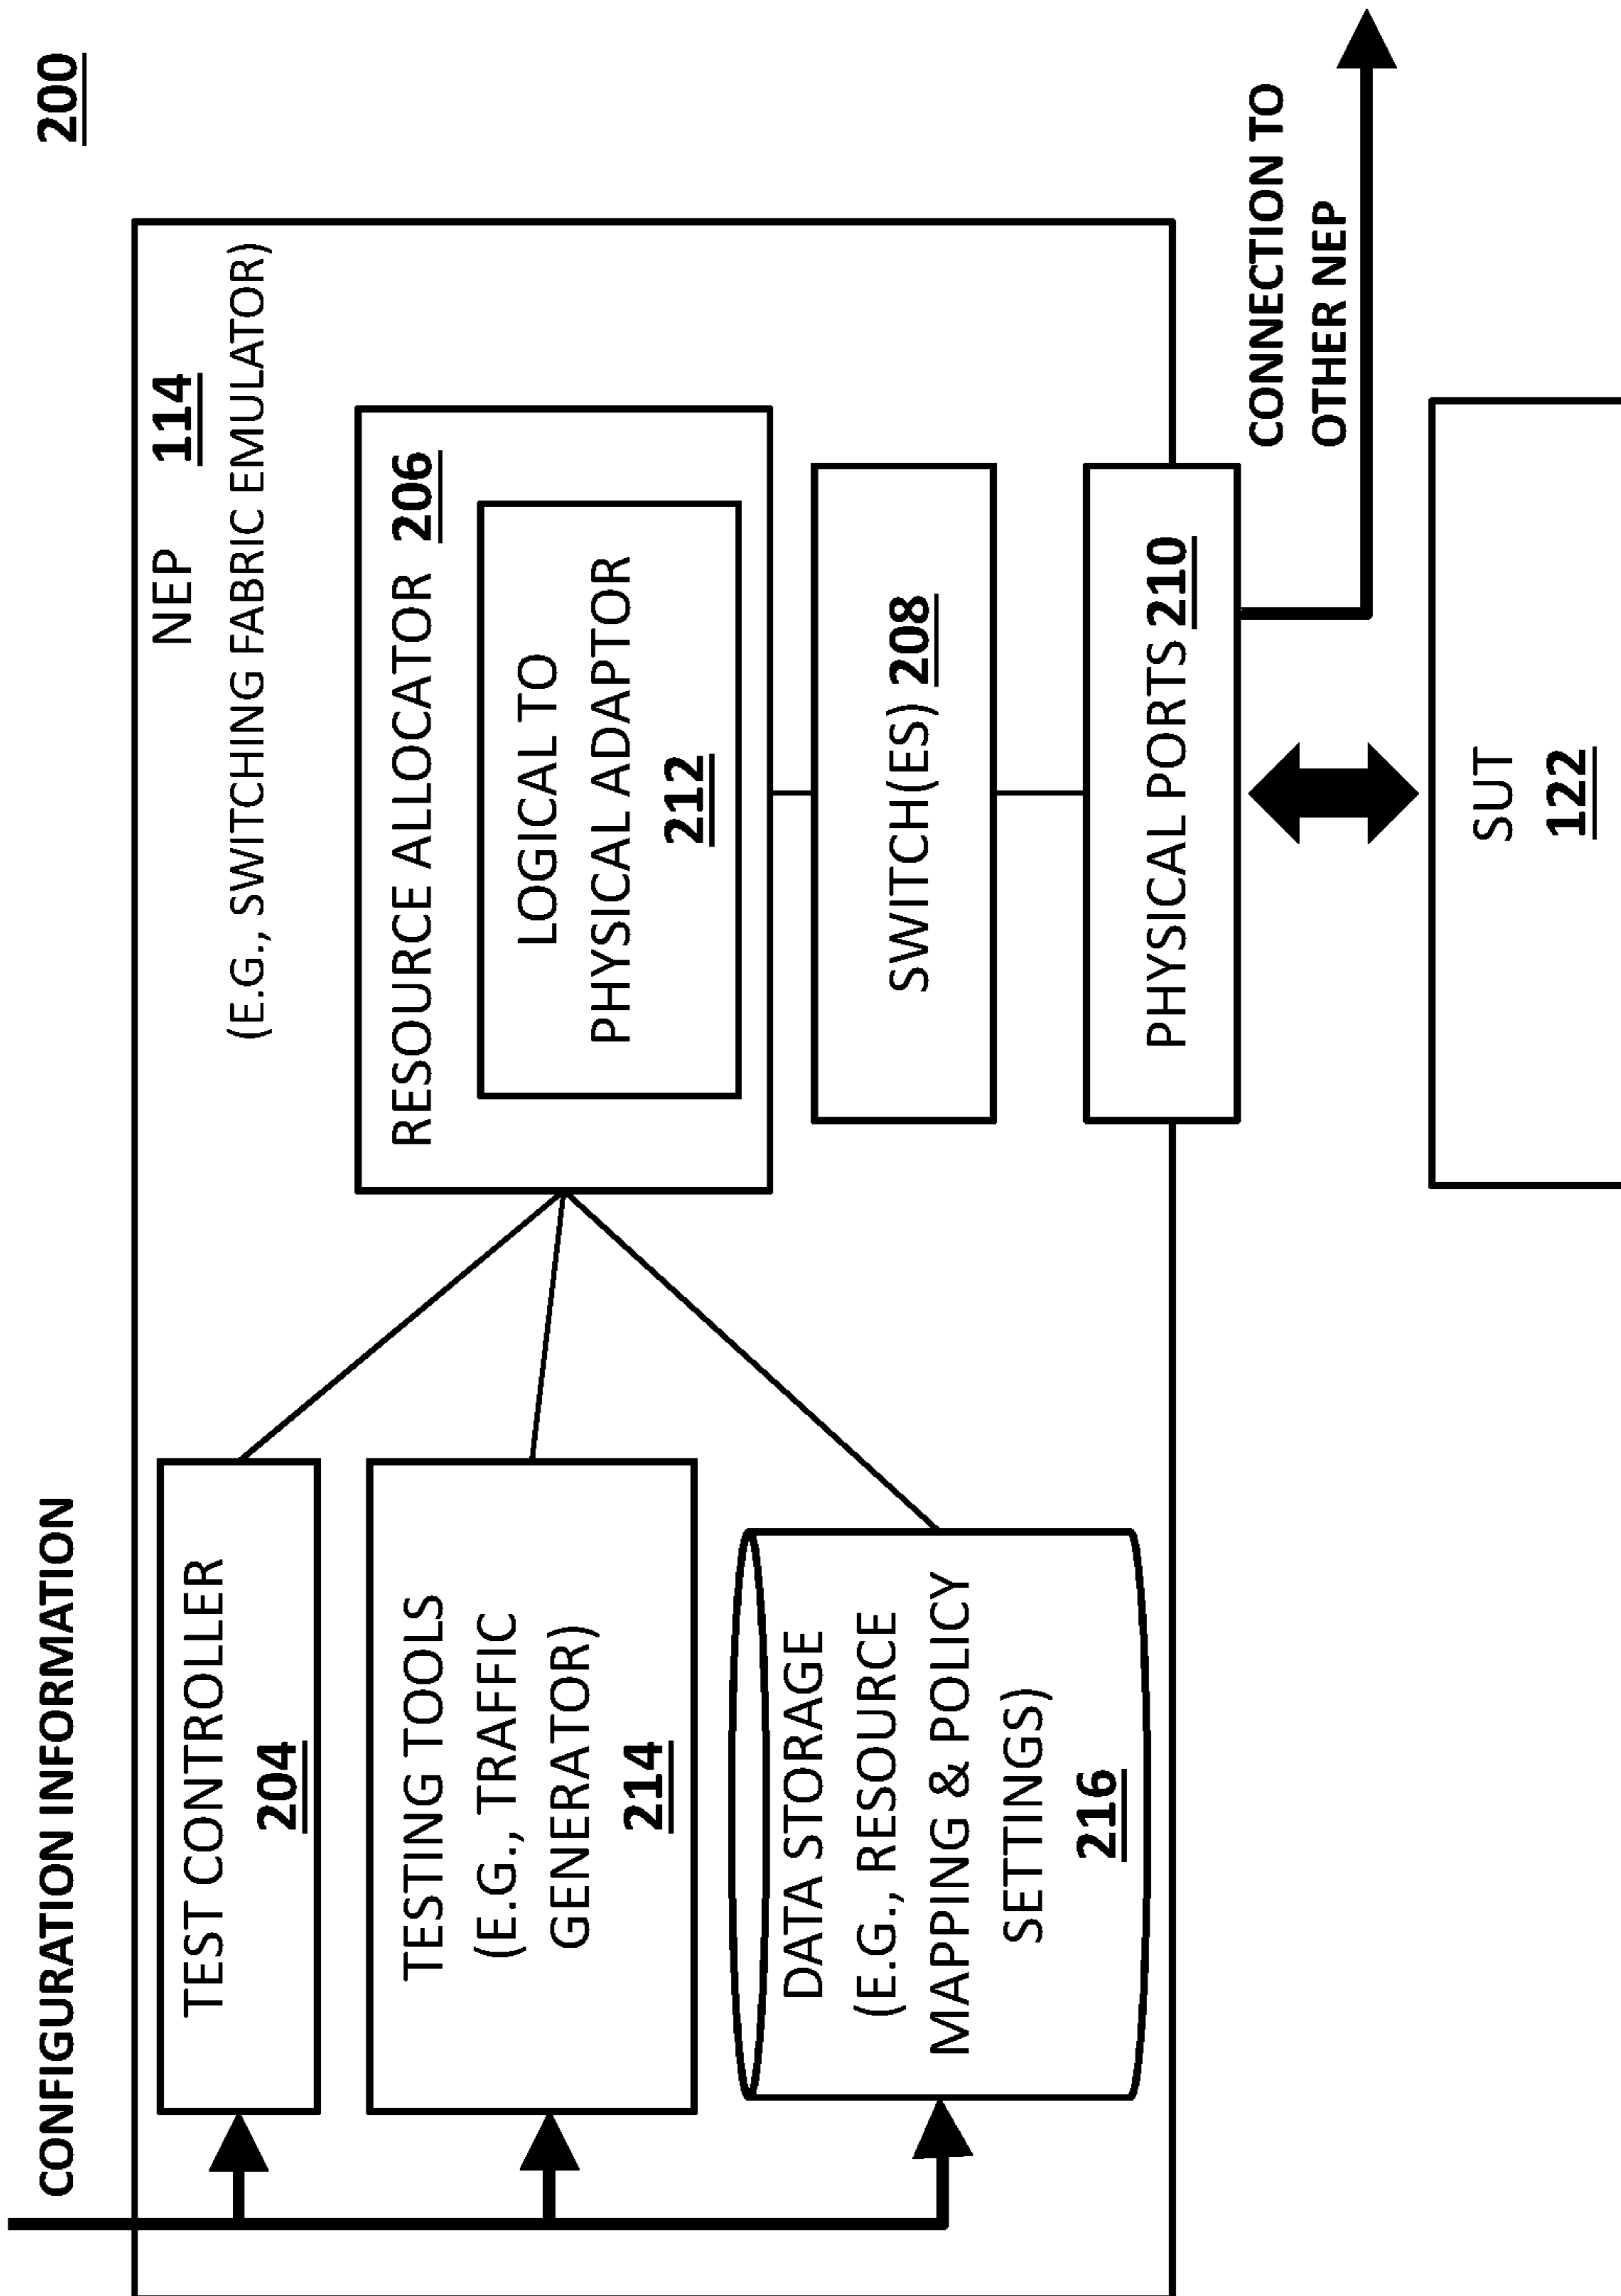 200
CONFIGURATION INFORMATION
NEP 114
(E.G., SWITCHING FABRIC EMULATOR)
TEST CONTROLLER
204
TESTING TOOLS
(E.G., TRAFFIC
GENERATOR)
214
DATA STORAGE
(E.G., RESOURCE
MAPPING & POLICY
SETTINGS)
216
RESOURCE ALLOCATOR 206
LOGICAL TO
PHYSICAL ADAPTOR
212
SWITCH(ES) 208
PHYSICAL PORTS 210
CONNECTION TO
OTHER NEP
SUT
122